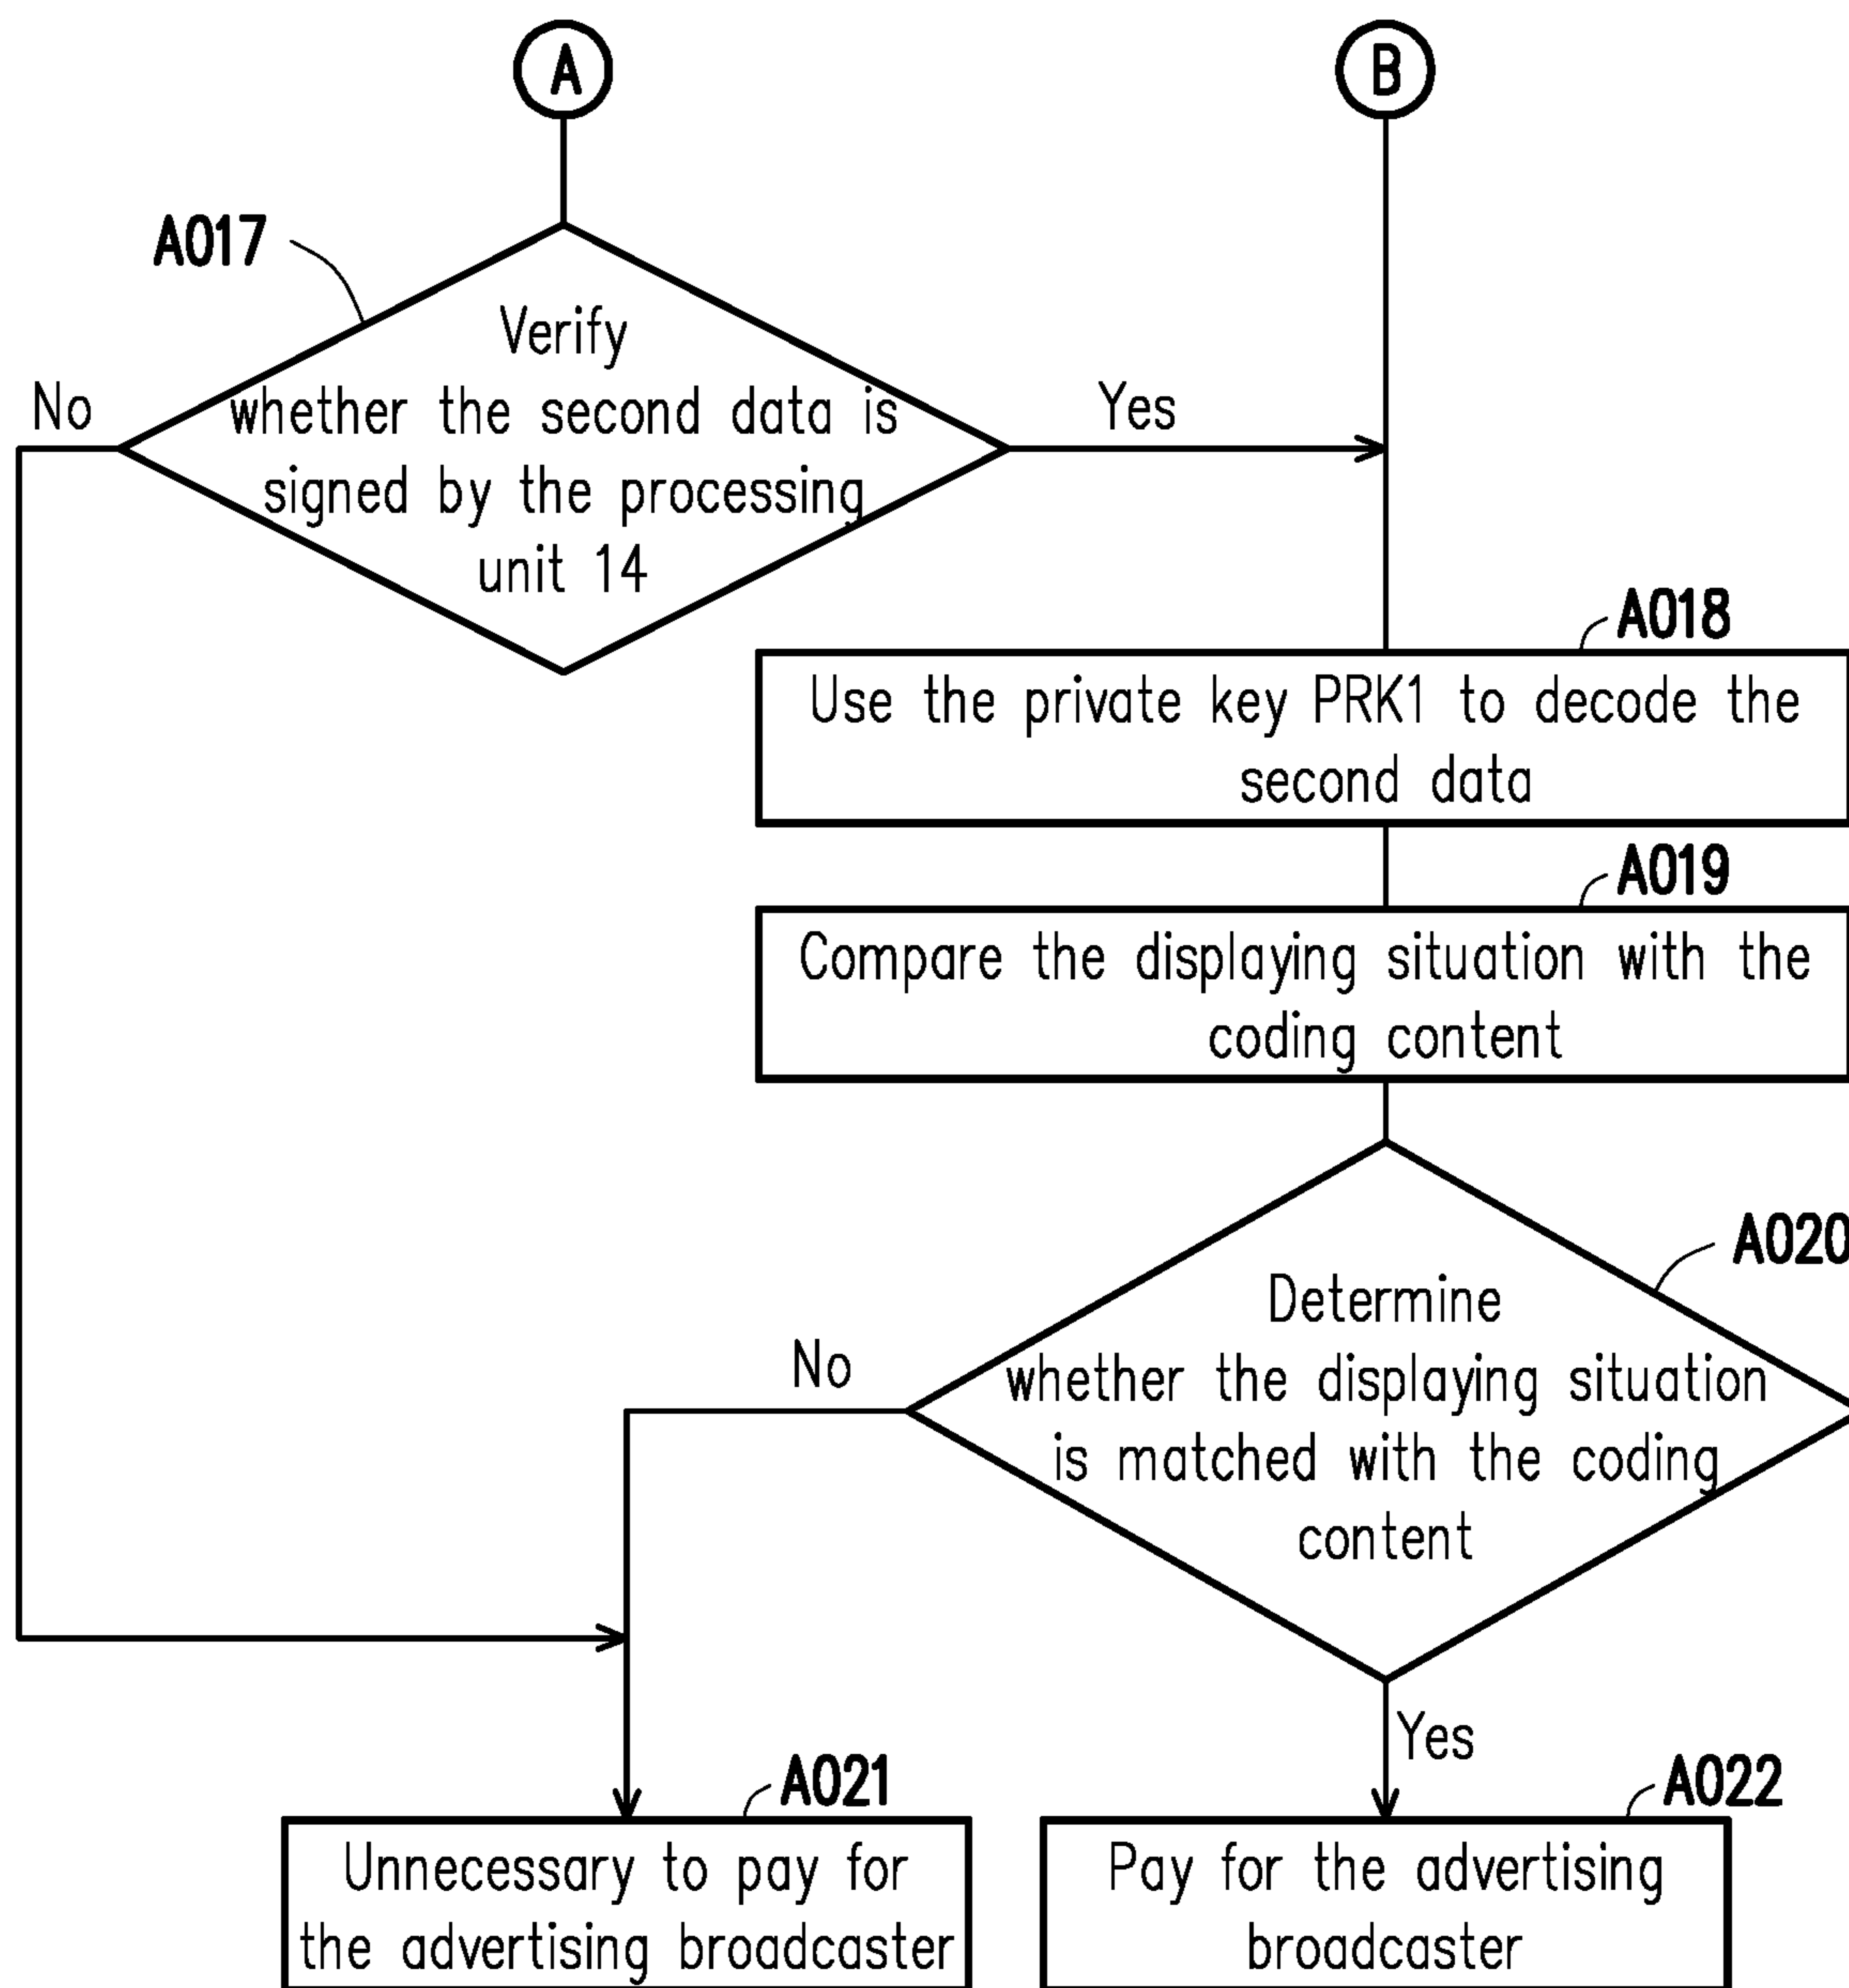 A
B
A017
Verify
whether the second data is
signed by the processing
unit 14
No
Yes
A018
Use the private key PRK1 to decode the
second data
A019
Compare the displaying situation with the
coding content
A020
Determine
whether the displaying situation
is matched with the coding
content
No
Yes
A021
Unnecessary to pay for
the advertising broadcaster
A022
Pay for the advertising
broadcaster